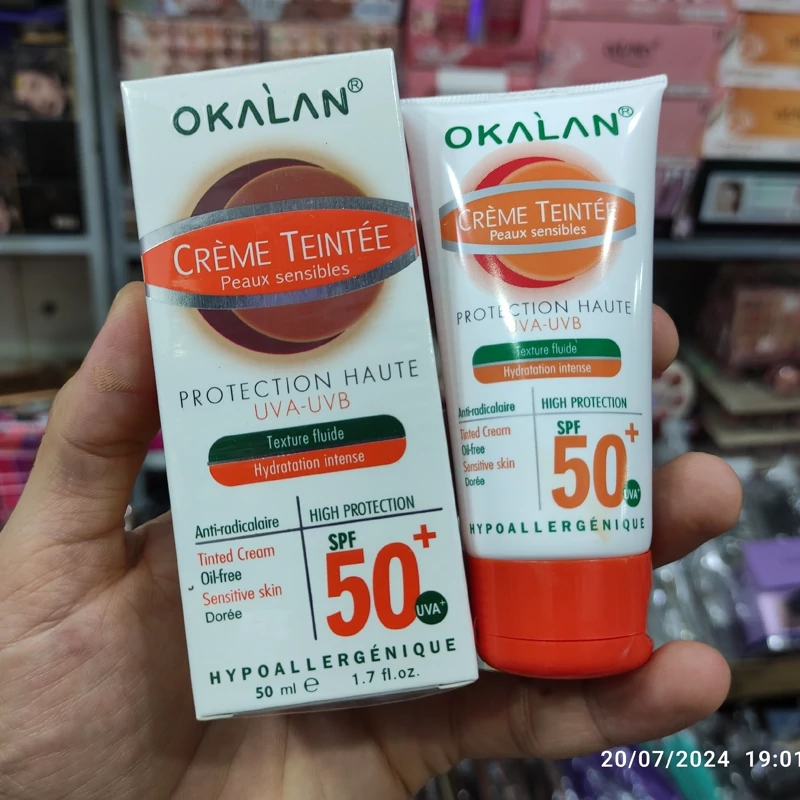 OKALAN®
CRÈME TEINTÉE
Peaux sensibles
PROTECTION HAUTE
UVA-UVB
Texture fluide
Hydratation intense
Anti-radicalaire
Tinted Cream
Oil-free
Sensitive skin
Dorée
HIGH PROTECTION
SPF
50+
UVA+
HYPOALLERGÉNIQUE
50 ml ℮ 1.7 fl.oz.
OKALAN®
CRÈME TEINTÉE
Peaux sensibles
PROTECTION HAUTE
UVA-UVB
Texture fluide
Hydratation intense
Anti-radicalaire
Tinted Cream
Oil-free
Sensitive skin
Dorée
HIGH PROTECTION
SPF
50+
UVA+
HYPOALLERGÉNIQUE
20/07/2024 19:01